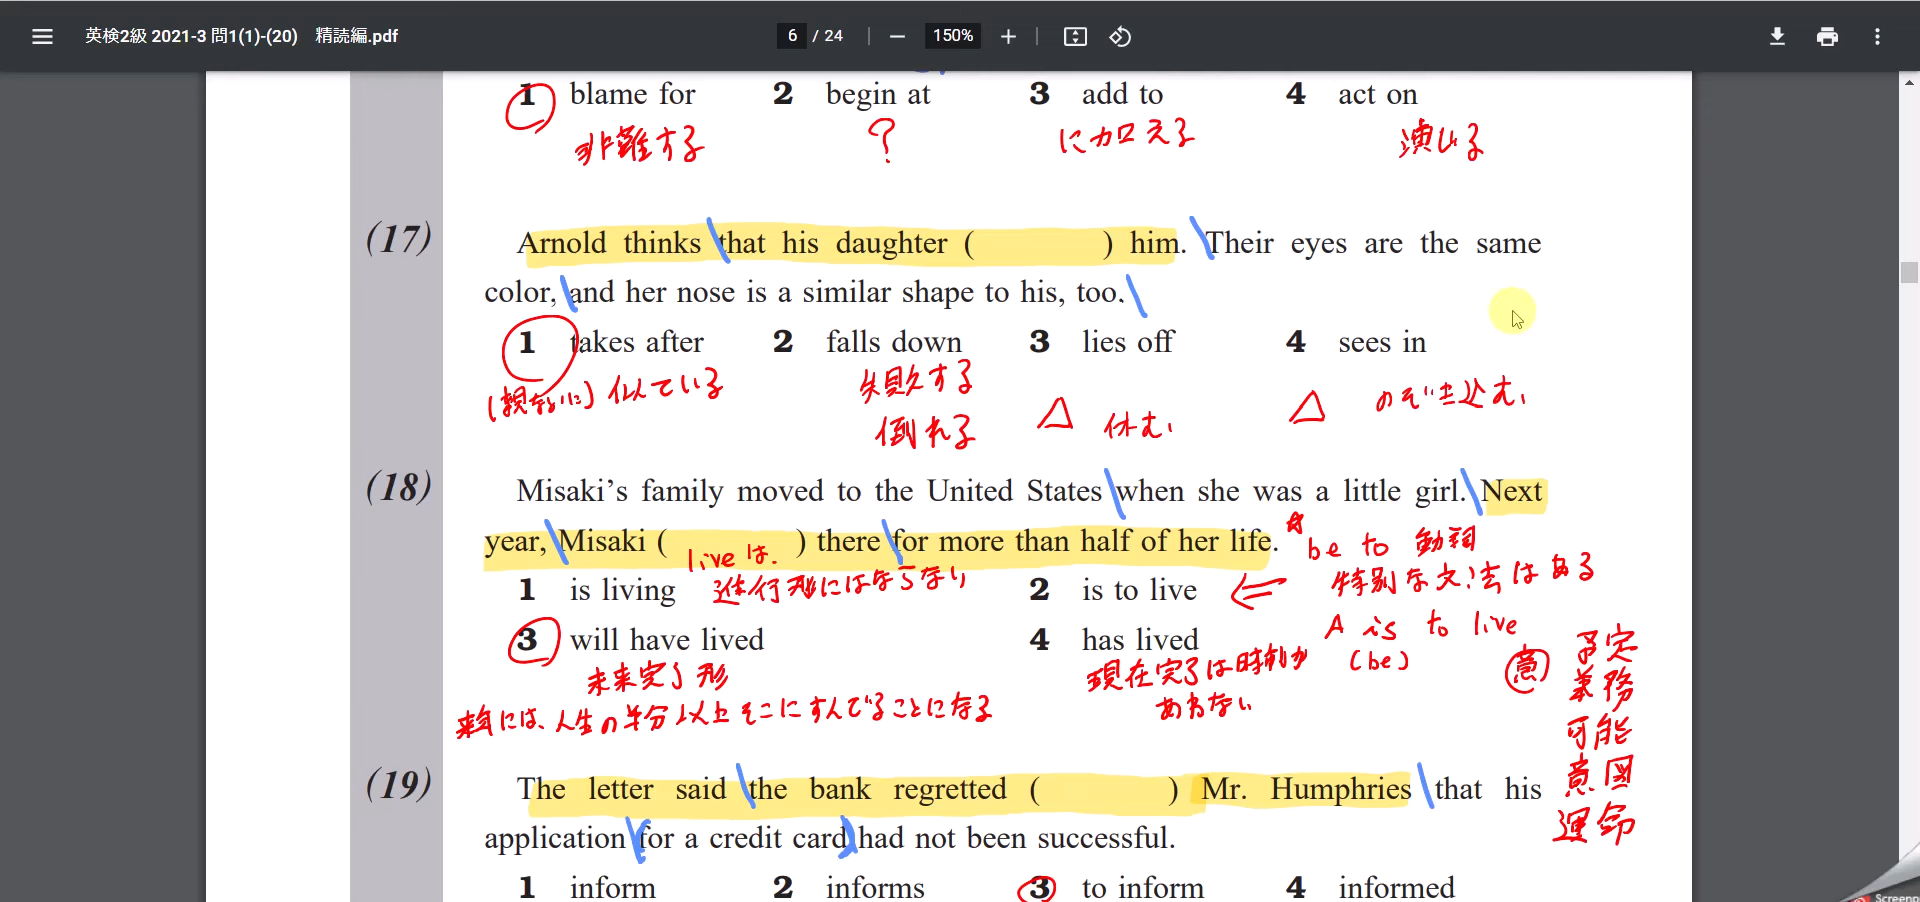 英検2級 2021-3 問1(1)-(20) 精読編.pdf
6 / 24
150%
1 blame for 2 begin at 3 add to 4 act on
非難する ? に加える 演じる
(17) Arnold thinks that his daughter ( ) him. Their eyes are the same
color, and her nose is a similar shape to his, too.
1 takes after 2 falls down 3 lies off 4 sees in
(親などに) 似ている 失敗する △ 休む △ のぞき込む
倒れる
(18) Misaki’s family moved to the United States when she was a little girl. Next
year, Misaki ( ) there for more than half of her life.
live は
進行形にはならない
be to 動詞
特別な文法はある
1 is living 2 is to live
A is to live
(be)
3 will have lived 4 has lived
未来完了形
来年には、人生の半分以上そこにすんでいることになる
現在完了は時制が
あわない
意 予定
義務
可能
意図
運命
(19) The letter said the bank regretted ( ) Mr. Humphries that his
application for a credit card had not been successful.
1 inform 2 informs 3 to inform 4 informed